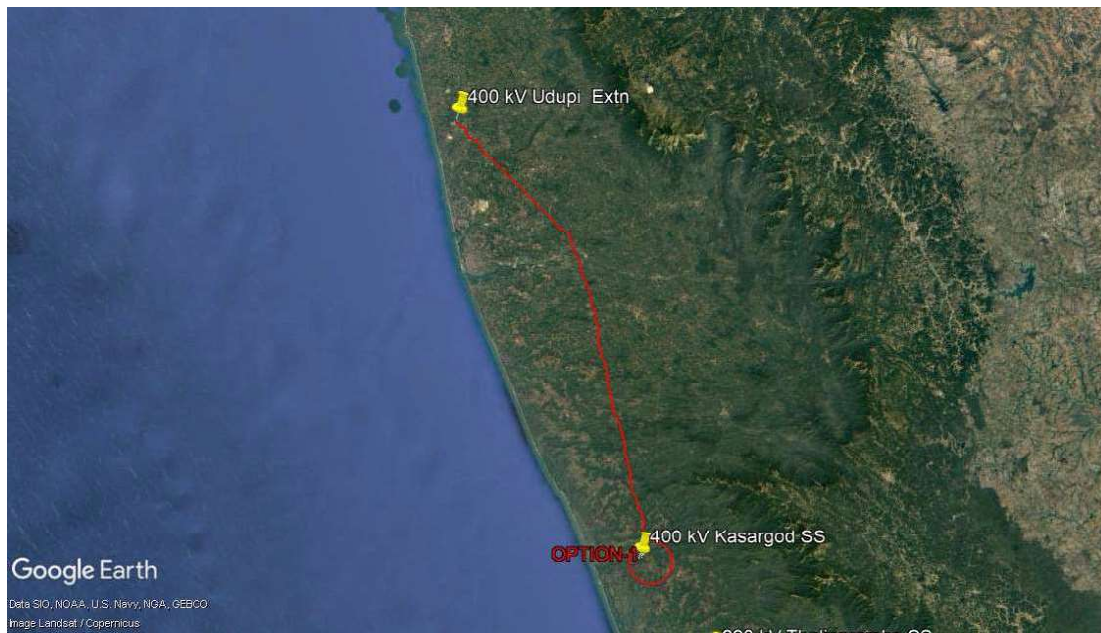 400 kV Udupi Extn
400 kV Kasargod SS
OPTION-1
Google Earth
Data SIO, NOAA, U.S. Navy, NGA, GEBCO
Image Landsat / Copernicus